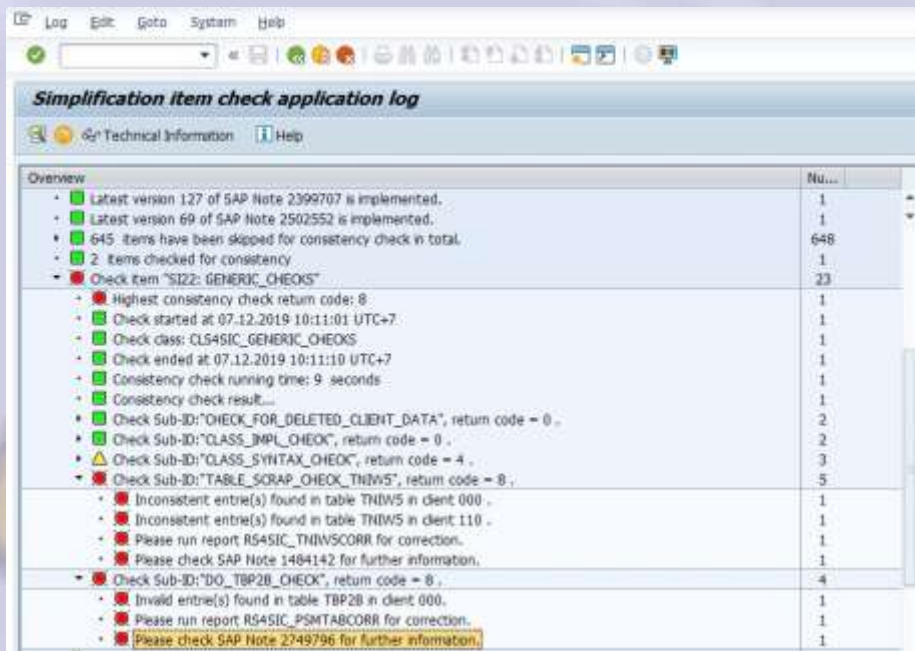 Log Edit Goto System Help
Simplification item check application log
Technical Information Help
Overview Nu...
Latest version 127 of SAP Note 2399707 is implemented. 1
Latest version 69 of SAP Note 2502552 is implemented. 1
645 items have been skipped for consistency check in total. 648
2 items checked for consistency 1
Check item "SI22: GENERIC_CHECKS" 23
Highest consistency check return code: 8 1
Check started at 07.12.2019 10:11:01 UTC+7 1
Check class: CLS4SIC_GENERIC_CHECKS 1
Check ended at 07.12.2019 10:11:10 UTC+7 1
Consistency check running time: 9 seconds 1
Consistency check result... 1
Check Sub-ID:"CHECK_FOR_DELETED_CLIENT_DATA", return code = 0 . 2
Check Sub-ID:"CLASS_IMPL_CHECK", return code = 0 . 2
Check Sub-ID:"CLASS_SYNTAX_CHECK", return code = 4 . 3
Check Sub-ID:"TABLE_SCRAP_CHECK_TNIW5", return code = 8 . 5
Inconsistent entrie(s) found in table TNIW5 in client 000 . 1
Inconsistent entrie(s) found in table TNIW5 in client 110 . 1
Please run report RS4SIC_TNIW5CORR for correction. 1
Please check SAP Note 1484142 for further information. 1
Check Sub-ID:"DO_TBP2B_CHECK", return code = 8 . 4
Invalid entrie(s) found in table TBP2B in client 000. 1
Please run report RS4SIC_PSMTABCORR for correction. 1
Please check SAP Note 2749796 for further information. 1